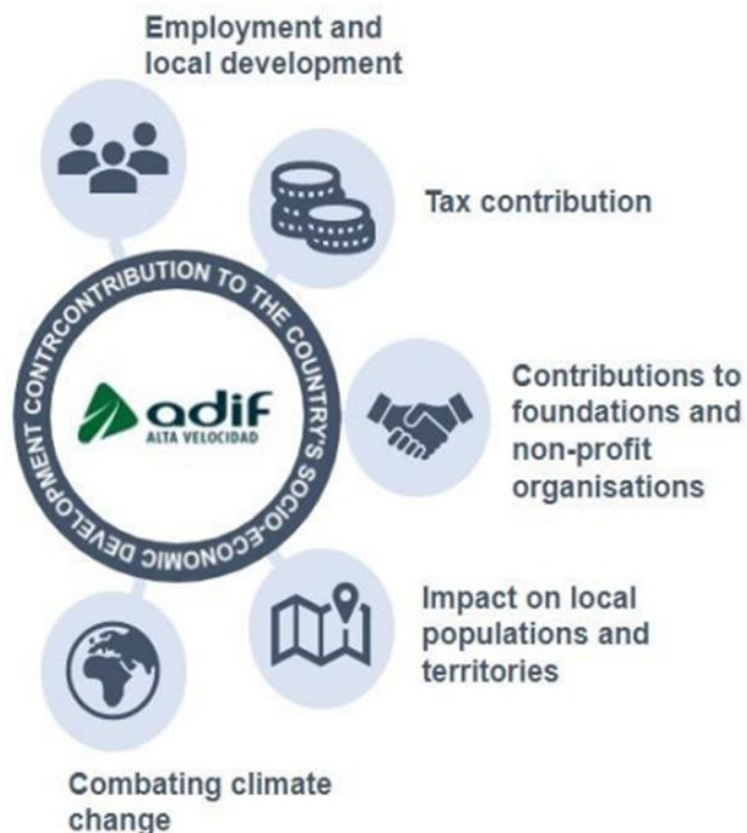 Employment and
local development
Tax contribution
CONTRCONTRIBUTION TO THE COUNTRY'S SOCIO-ECONOMIC DEVELOPMENT
adif
ALTA VELOCIDAD
Contributions to
foundations and
non-profit
organisations
Impact on local
populations and
territories
Combating climate
change